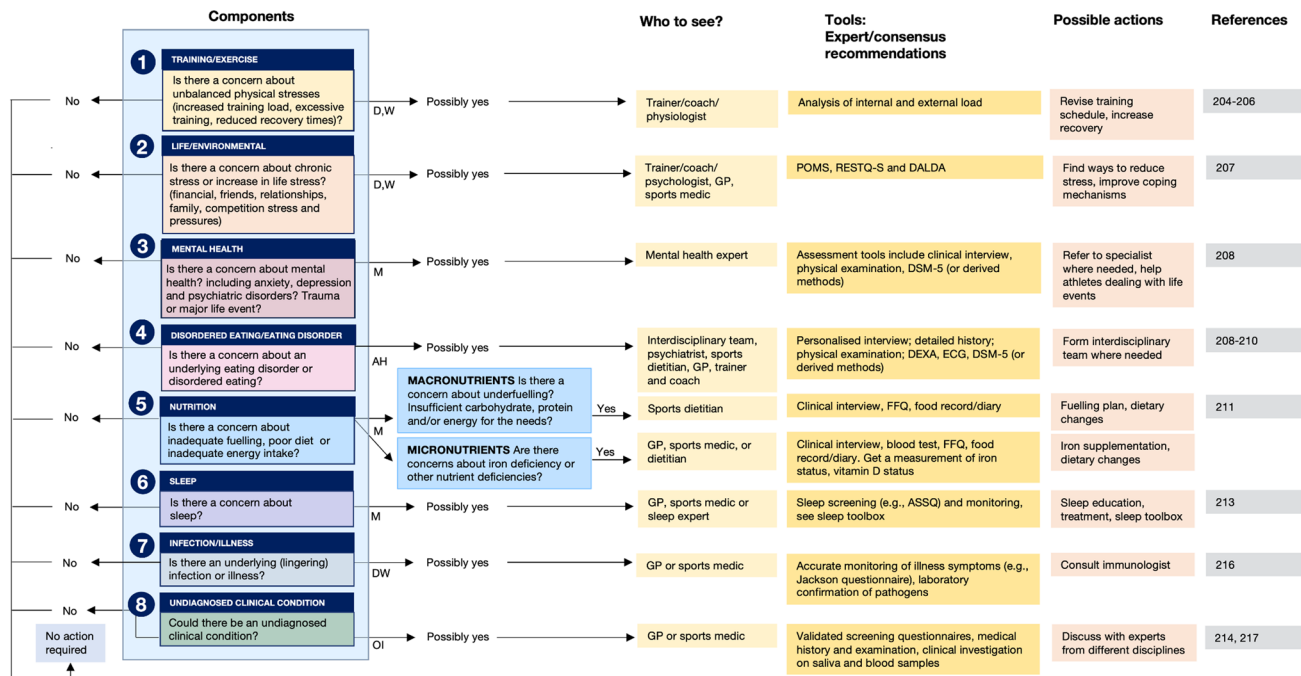 Components
Who to see?
Tools:
Expert/consensus
recommendations
Possible actions
References
1
TRAINING/EXERCISE
Is there a concern about
unbalanced physical stresses
(increased training load, excessive
training, reduced recovery times)?
No
D,W
Possibly yes
Trainer/coach/
physiologist
Analysis of internal and external load
Revise training
schedule, increase
recovery
204-206
2
LIFE/ENVIRONMENTAL
Is there a concern about chronic
stress or increase in life stress?
(financial, friends, relationships,
family, competition stress and
pressures)
No
D,W
Possibly yes
Trainer/coach/
psychologist, GP,
sports medic
POMS, RESTQ-S and DALDA
Find ways to reduce
stress, improve coping
mechanisms
207
3
MENTAL HEALTH
Is there a concern about mental
health? including anxiety, depression
and psychiatric disorders? Trauma
or major life event?
No
M
Possibly yes
Mental health expert
Assessment tools include clinical interview,
physical examination, DSM-5 (or derived
methods)
Refer to specialist
where needed, help
athletes dealing with life
events
208
4
DISORDERED EATING/EATING DISORDER
Is there a concern about an
underlying eating disorder or
disordered eating?
No
AH
Possibly yes
Interdisciplinary team,
psychiatrist, sports
dietitian, GP, trainer
and coach
Personalised interview; detailed history;
physical examination; DEXA, ECG, DSM-5 (or
derived methods)
Form interdisciplinary
team where needed
208-210
5
NUTRITION
Is there a concern about
inadequate fuelling, poor diet or
inadequate energy intake?
No
M
MACRONUTRIENTS Is there a
concern about underfuelling?
Insufficient carbohydrate, protein
and/or energy for the needs?
Yes
Sports dietitian
Clinical interview, FFQ, food record/diary
Fuelling plan, dietary
changes
211
MICRONUTRIENTS Are there
concerns about iron deficiency or
other nutrient deficiencies?
Yes
GP, sports medic, or
dietitian
Clinical interview, blood test, FFQ, food
record/diary. Get a measurement of iron
status, vitamin D status
Iron supplementation,
dietary changes
6
SLEEP
Is there a concern about
sleep?
No
M
Possibly yes
GP, sports medic or
sleep expert
Sleep screening (e.g., ASSQ) and monitoring,
see sleep toolbox
Sleep education,
treatment, sleep toolbox
213
7
INFECTION/ILLNESS
Is there an underlying (lingering)
infection or illness?
No
DW
Possibly yes
GP or sports medic
Accurate monitoring of illness symptoms (e.g.,
Jackson questionnaire), laboratory
confirmation of pathogens
Consult immunologist
216
8
UNDIAGNOSED CLINICAL CONDITION
Could there be an undiagnosed
clinical condition?
No
OI
Possibly yes
GP or sports medic
Validated screening questionnaires, medical
history and examination, clinical investigation
on saliva and blood samples
Discuss with experts
from different disciplines
214, 217
No action
required